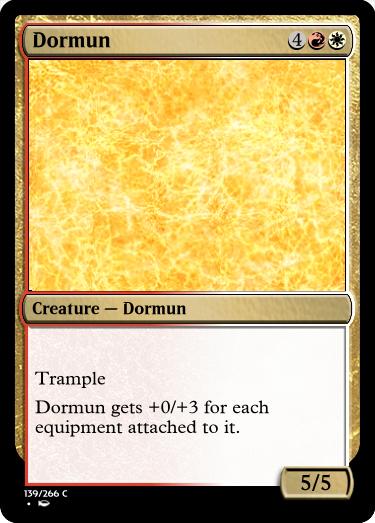 Dormun 4
Creature — Dormun
Trample
Dormun gets +0/+3 for each
equipment attached to it.
5/5
139/266 C